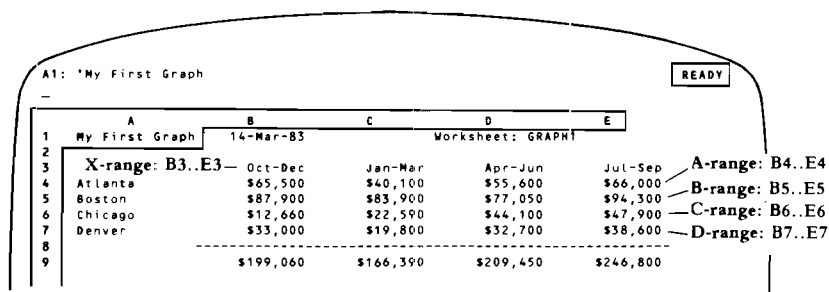 A1: 'My First Graph READY
A B C D E
1 My First Graph 14-Mar-83 Worksheet: GRAPH1
2
3 X-range: B3..E3 Oct-Dec Jan-Mar Apr-Jun Jul-Sep
4 Atlanta $65,500 $40,100 $55,600 $66,000 A-range: B4..E4
5 Boston $87,900 $83,900 $77,050 $94,300 B-range: B5..E5
6 Chicago $12,660 $22,590 $44,100 $47,900 C-range: B6..E6
7 Denver $33,000 $19,800 $32,700 $38,600 D-range: B7..E7
8 ------------------------------------------------------------
9 $199,060 $166,390 $209,450 $246,800